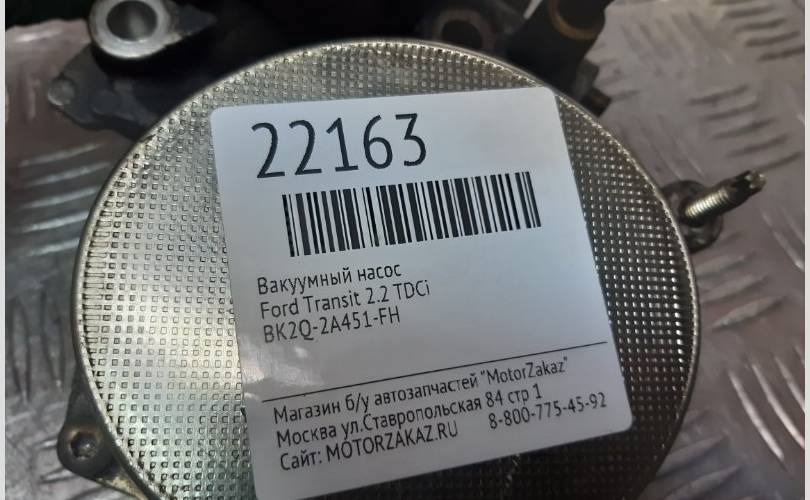 22163
Вакуумный насос
Ford Transit 2.2 TDCi
BK2Q-2A451-FH
Магазин б/у автозапчастей "MotorZakaz"
Москва ул.Ставропольская 84 стр 1
Сайт: MOTORZAKAZ.RU 8-800-775-45-92